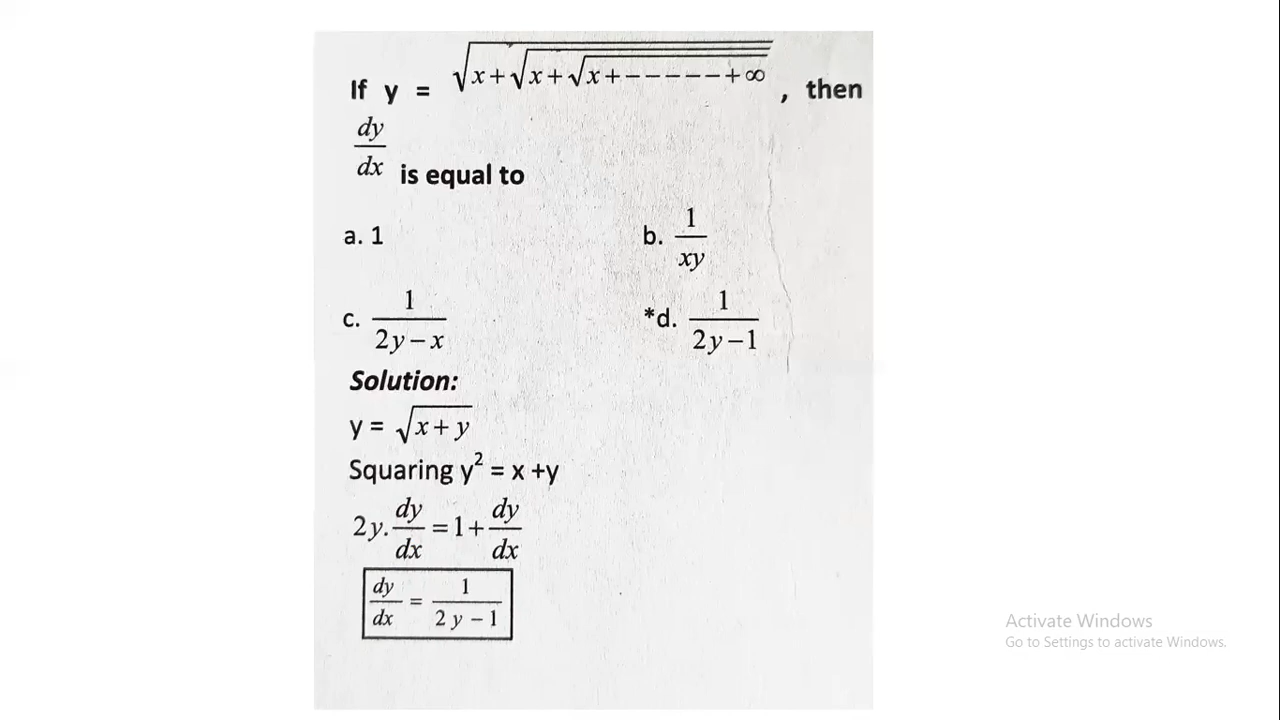 If y = √(x+√(x+√(x+------+∞))) , then
dy/dx is equal to
a. 1
b. 1/xy
c. 1/(2y−x)
*d. 1/(2y−1)
Solution:
y = √(x+y)
Squaring y² = x +y
2y.dy/dx=1+dy/dx
dy/dx = 1/(2y−1)
Activate Windows
Go to Settings to activate Windows.